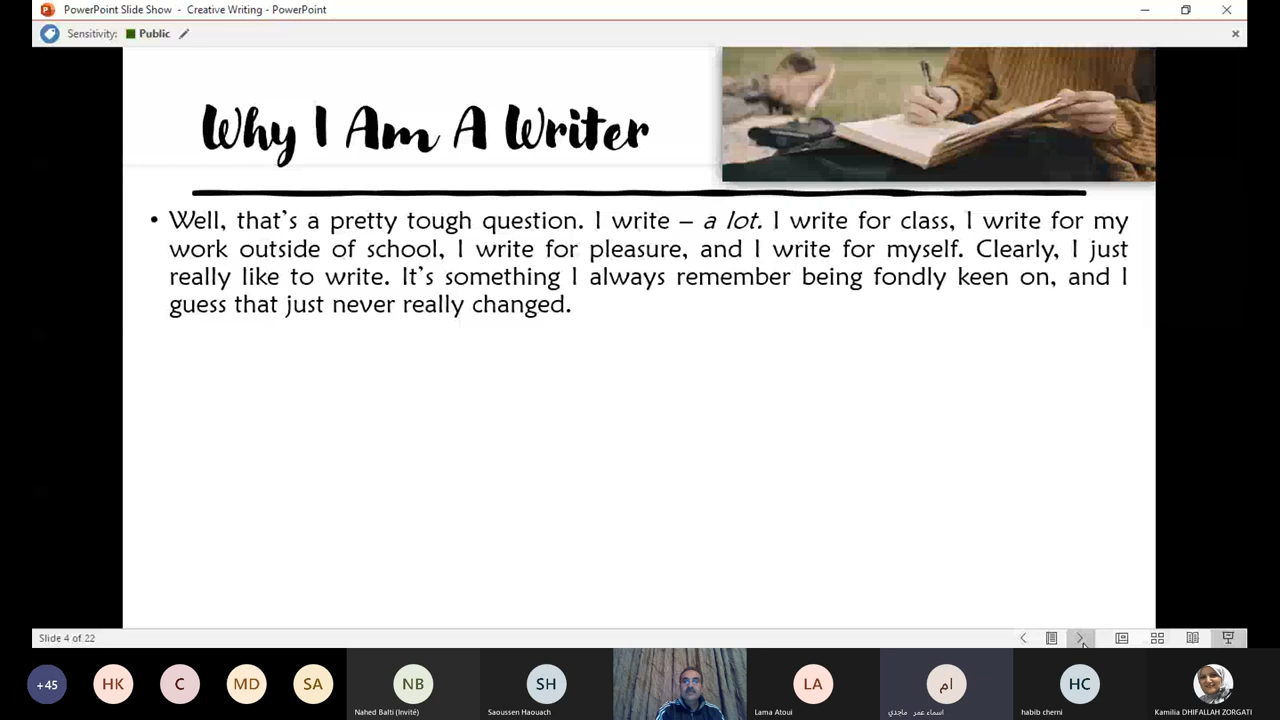 PowerPoint Slide Show - Creative Writing - PowerPoint
Sensitivity: Public
Why I Am A Writer
• Well, that's a pretty tough question. I write – a lot. I write for class, I write for my
work outside of school, I write for pleasure, and I write for myself. Clearly, I just
really like to write. It's something I always remember being fondly keen on, and I
guess that just never really changed.
Slide 4 of 22
+45 HK C MD SA NB SH LA ام HC
Nahed Balti (Invité) Saoussen Haouach Lama Atoui اسماء عمر ماجدي habib cherni Kamilia DHIFALLAH ZORGATI